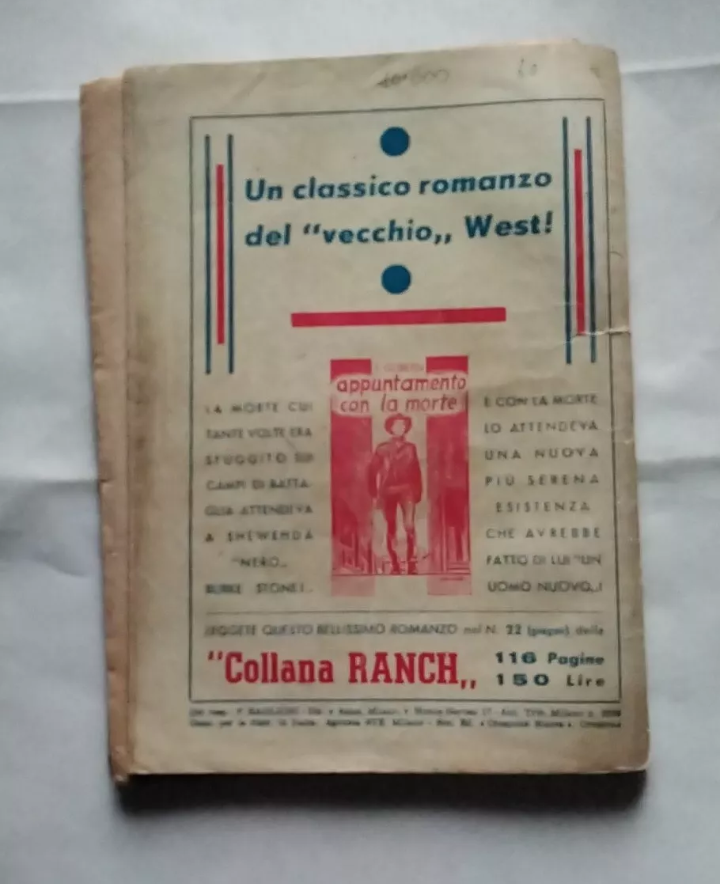 Un classico romanzo
del "vecchio„ West!
appuntamento
con la morte
LA MORTE CUI
TANTE VOLTE ERA
SFUGGITO SUI
CAMPI DI BATTA-
GLIA ATTENDEVA
A SHEWENDA
"NERO„
BURKE STONE!..
E CON LA MORTE
LO ATTENDEVA
UNA NUOVA
PIÙ SERENA
ESISTENZA
CHE AVREBBE
FATTO DI LUI "UN
UOMO NUOVO„!
LEGGETE QUESTO BELLISSIMO ROMANZO nel N. 22 (giugno) della
"Collana RANCH„
116 Pagine
150 Lire